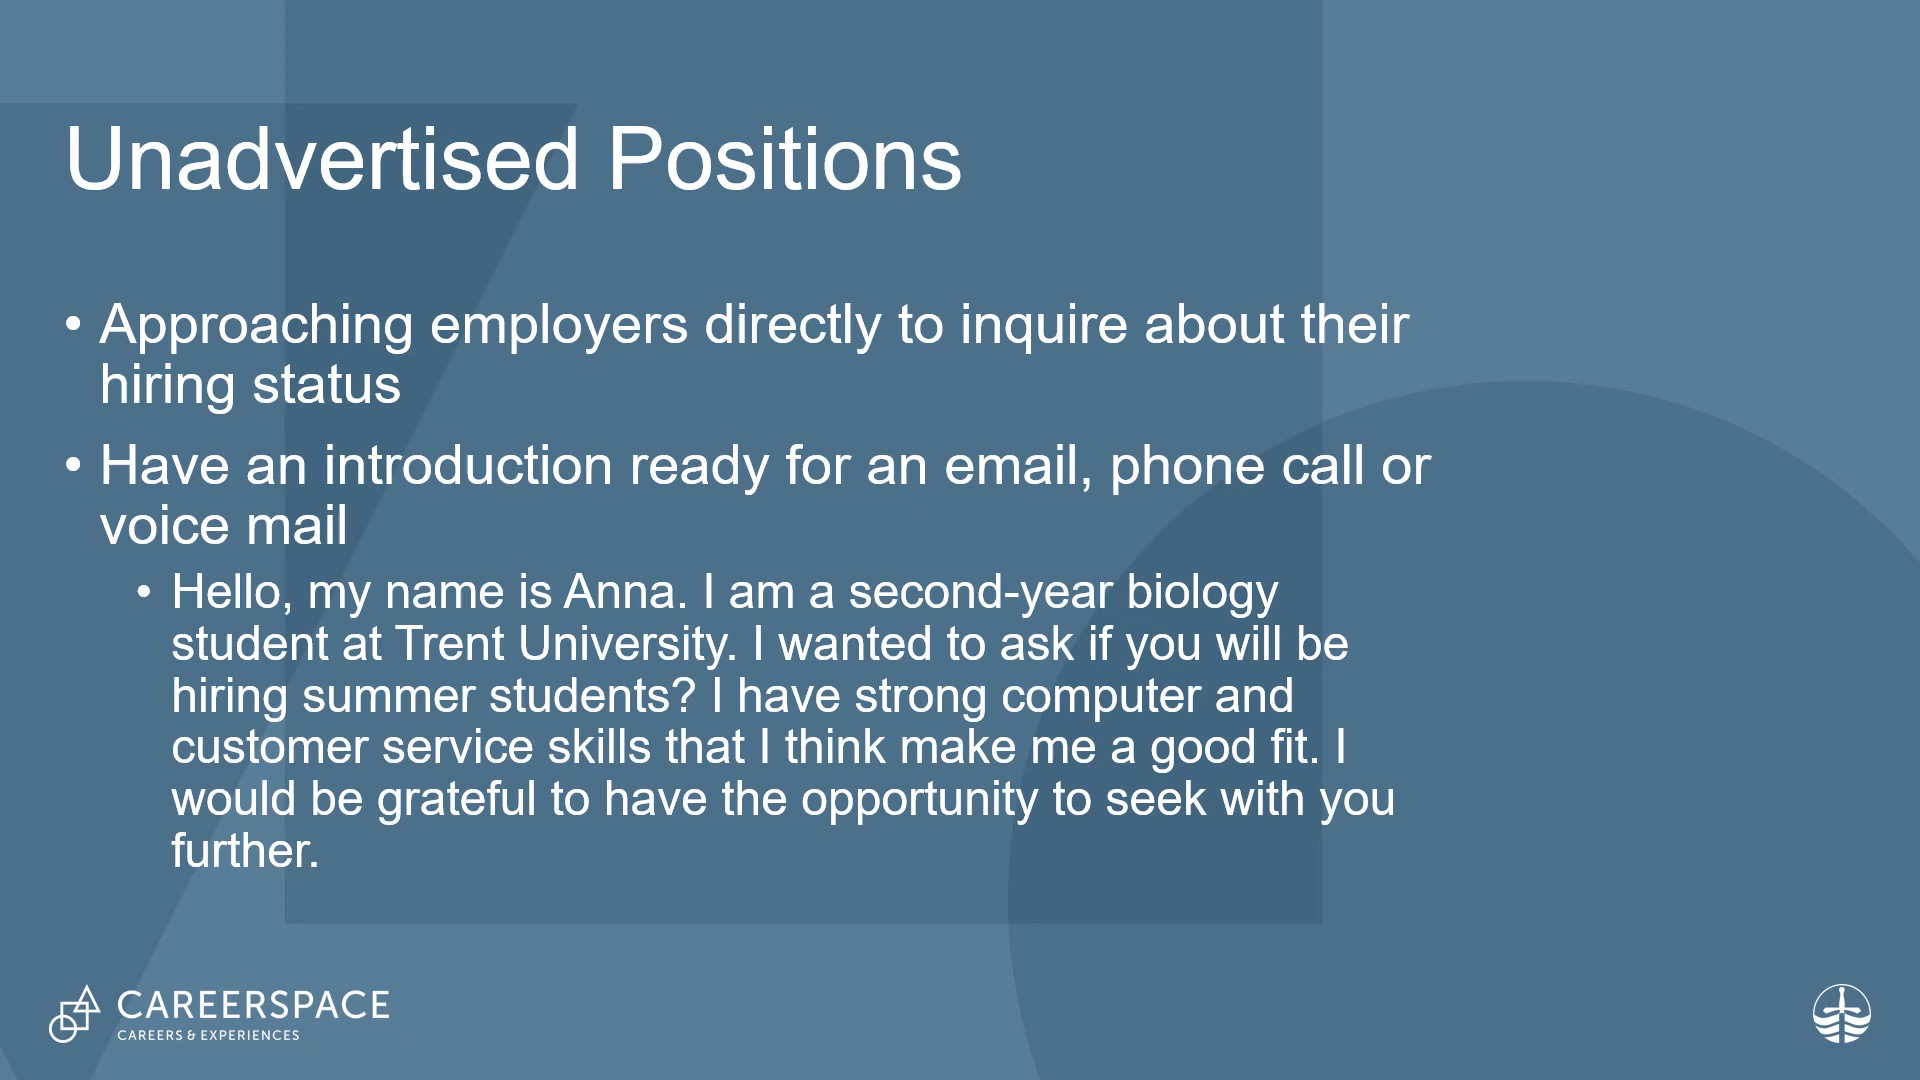 Unadvertised Positions
• Approaching employers directly to inquire about their
hiring status
• Have an introduction ready for an email, phone call or
voice mail
• Hello, my name is Anna. I am a second-year biology
student at Trent University. I wanted to ask if you will be
hiring summer students? I have strong computer and
customer service skills that I think make me a good fit. I
would be grateful to have the opportunity to seek with you
further.
CAREERSPACE
CAREERS & EXPERIENCES